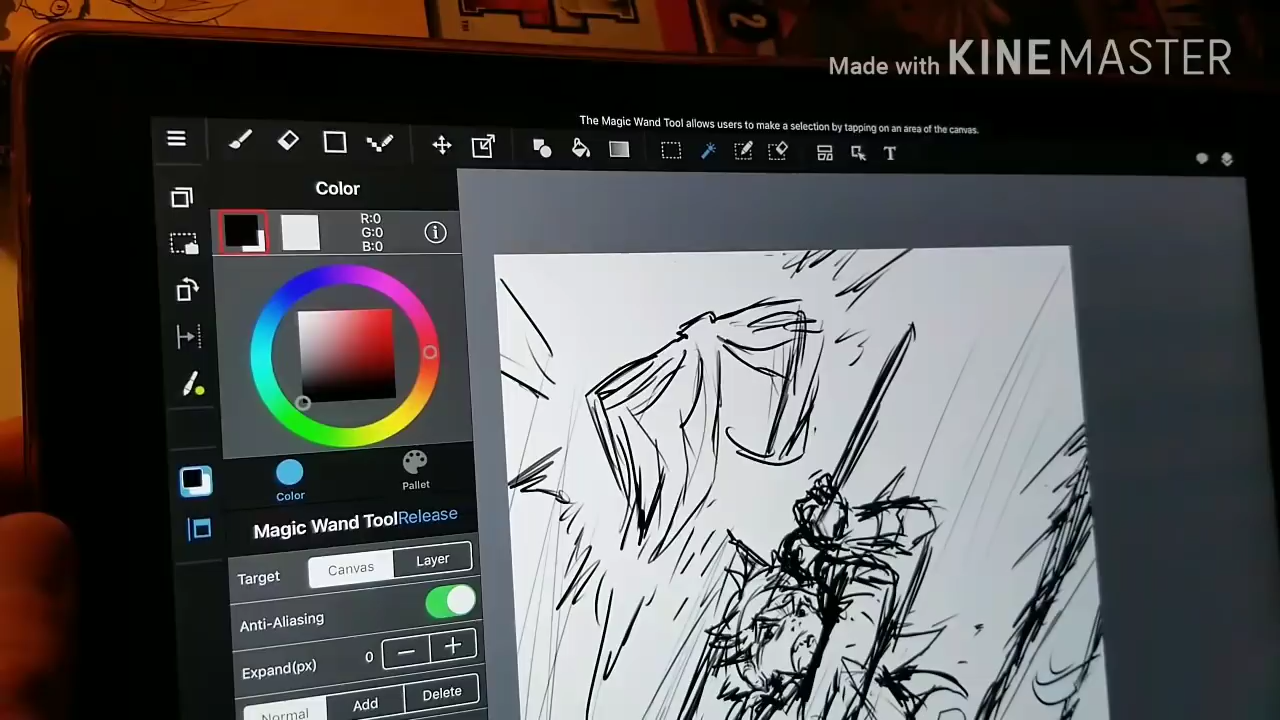 Made with KINEMASTER
The Magic Wand Tool allows users to make a selection by tapping on an area of the canvas.
T
Color
R:0
G:0
B:0
Color
Pallet
Magic Wand Tool Release
Target Canvas Layer
Anti-Aliasing
Expand(px) 0 − +
Normal Add Delete